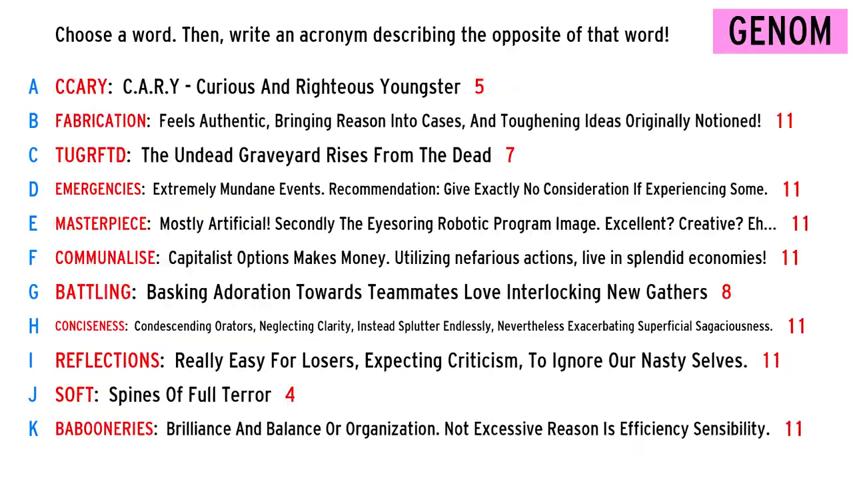 Choose a word. Then, write an acronym describing the opposite of that word!
GENOM
A CCARY: C.A.R.Y - Curious And Righteous Youngster 5
B FABRICATION: Feels Authentic, Bringing Reason Into Cases, And Toughening Ideas Originally Notioned! 11
C TUGRFTD: The Undead Graveyard Rises From The Dead 7
D EMERGENCIES: Extremely Mundane Events. Recommendation: Give Exactly No Consideration If Experiencing Some. 11
E MASTERPIECE: Mostly Artificial! Secondly The Eyesoring Robotic Program Image. Excellent? Creative? Eh... 11
F COMMUNALISE: Capitalist Options Makes Money. Utilizing nefarious actions, live in splendid economies! 11
G BATTLING: Basking Adoration Towards Teammates Love Interlocking New Gathers 8
H CONCISENESS: Condescending Orators, Neglecting Clarity, Instead Splutter Endlessly, Nevertheless Exacerbating Superficial Sagaciousness. 11
I REFLECTIONS: Really Easy For Losers, Expecting Criticism, To Ignore Our Nasty Selves. 11
J SOFT: Spines Of Full Terror 4
K BABOONERIES: Brilliance And Balance Or Organization. Not Excessive Reason Is Efficiency Sensibility. 11